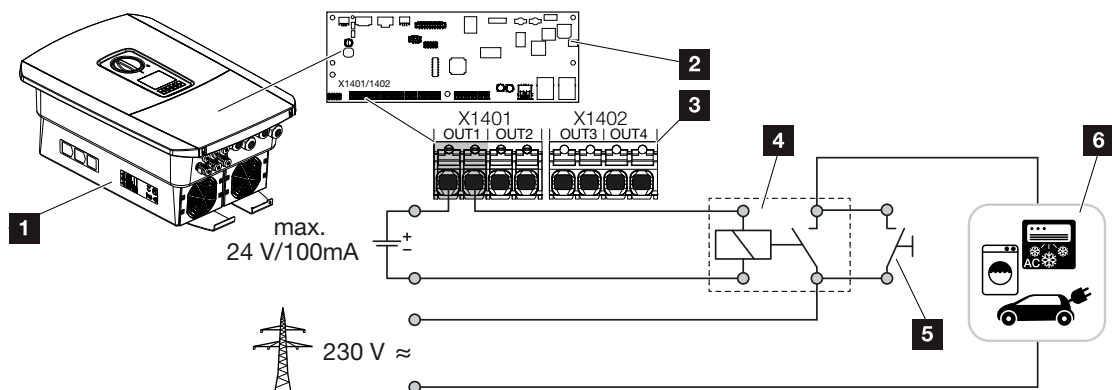 X1401/1402
2
X1401 X1402
3
OUT1 OUT2 OUT3 OUT4
4
6
1
max.
24 V/100mA
+
−
AC
5
230 V ≈